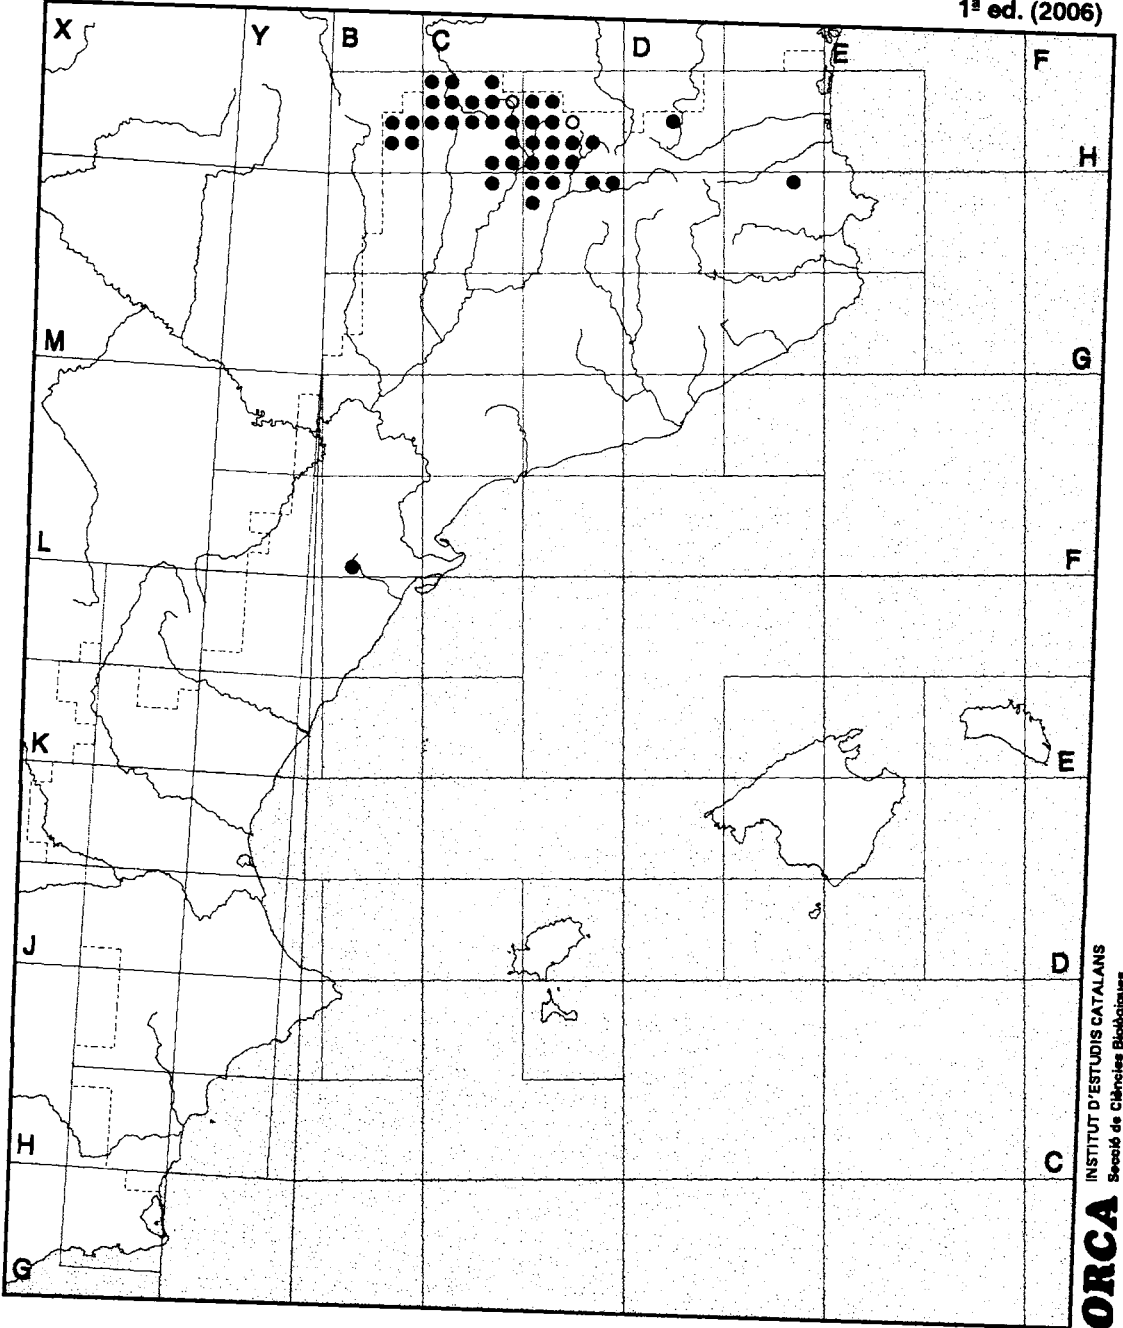 1ª ed. (2006)
X
Y
B
C
D
E
F
H
M
G
L
F
K
E
J
D
H
C
G
ORCA
INSTITUT D'ESTUDIS CATALANS
Secció de Ciències Biològiques